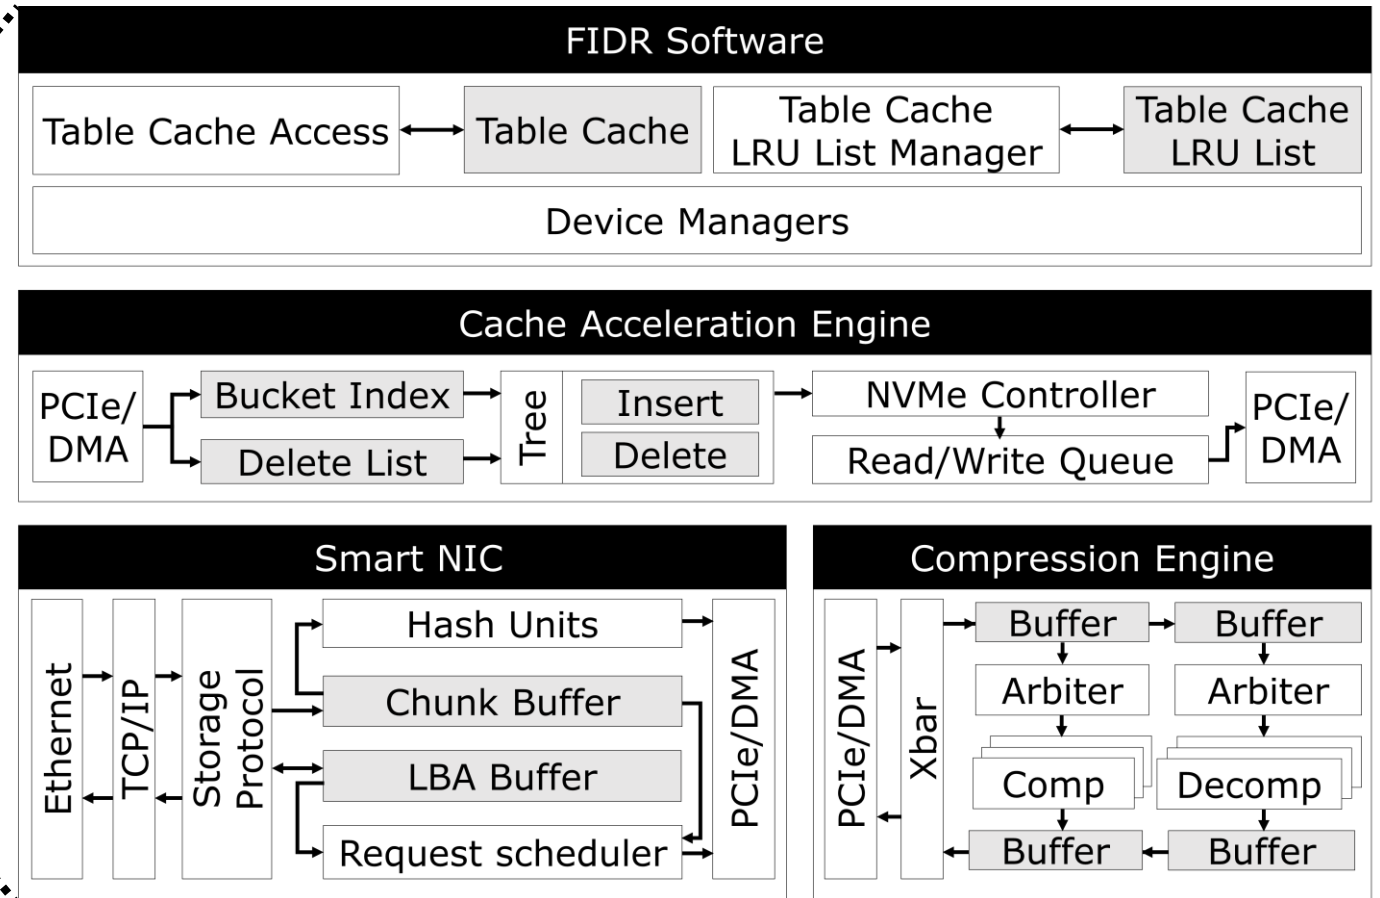 FIDR Software
Table Cache Access
Table Cache
Table Cache
LRU List Manager
Table Cache
LRU List
Device Managers
Cache Acceleration Engine
PCIe/
DMA
Bucket Index
Delete List
Tree
Insert
Delete
NVMe Controller
Read/Write Queue
PCIe/
DMA
Smart NIC
Ethernet
TCP/IP
Storage
Protocol
Hash Units
Chunk Buffer
LBA Buffer
Request scheduler
PCIe/DMA
Compression Engine
PCIe/DMA
Xbar
Buffer
Buffer
Arbiter
Arbiter
Comp
Decomp
Buffer
Buffer